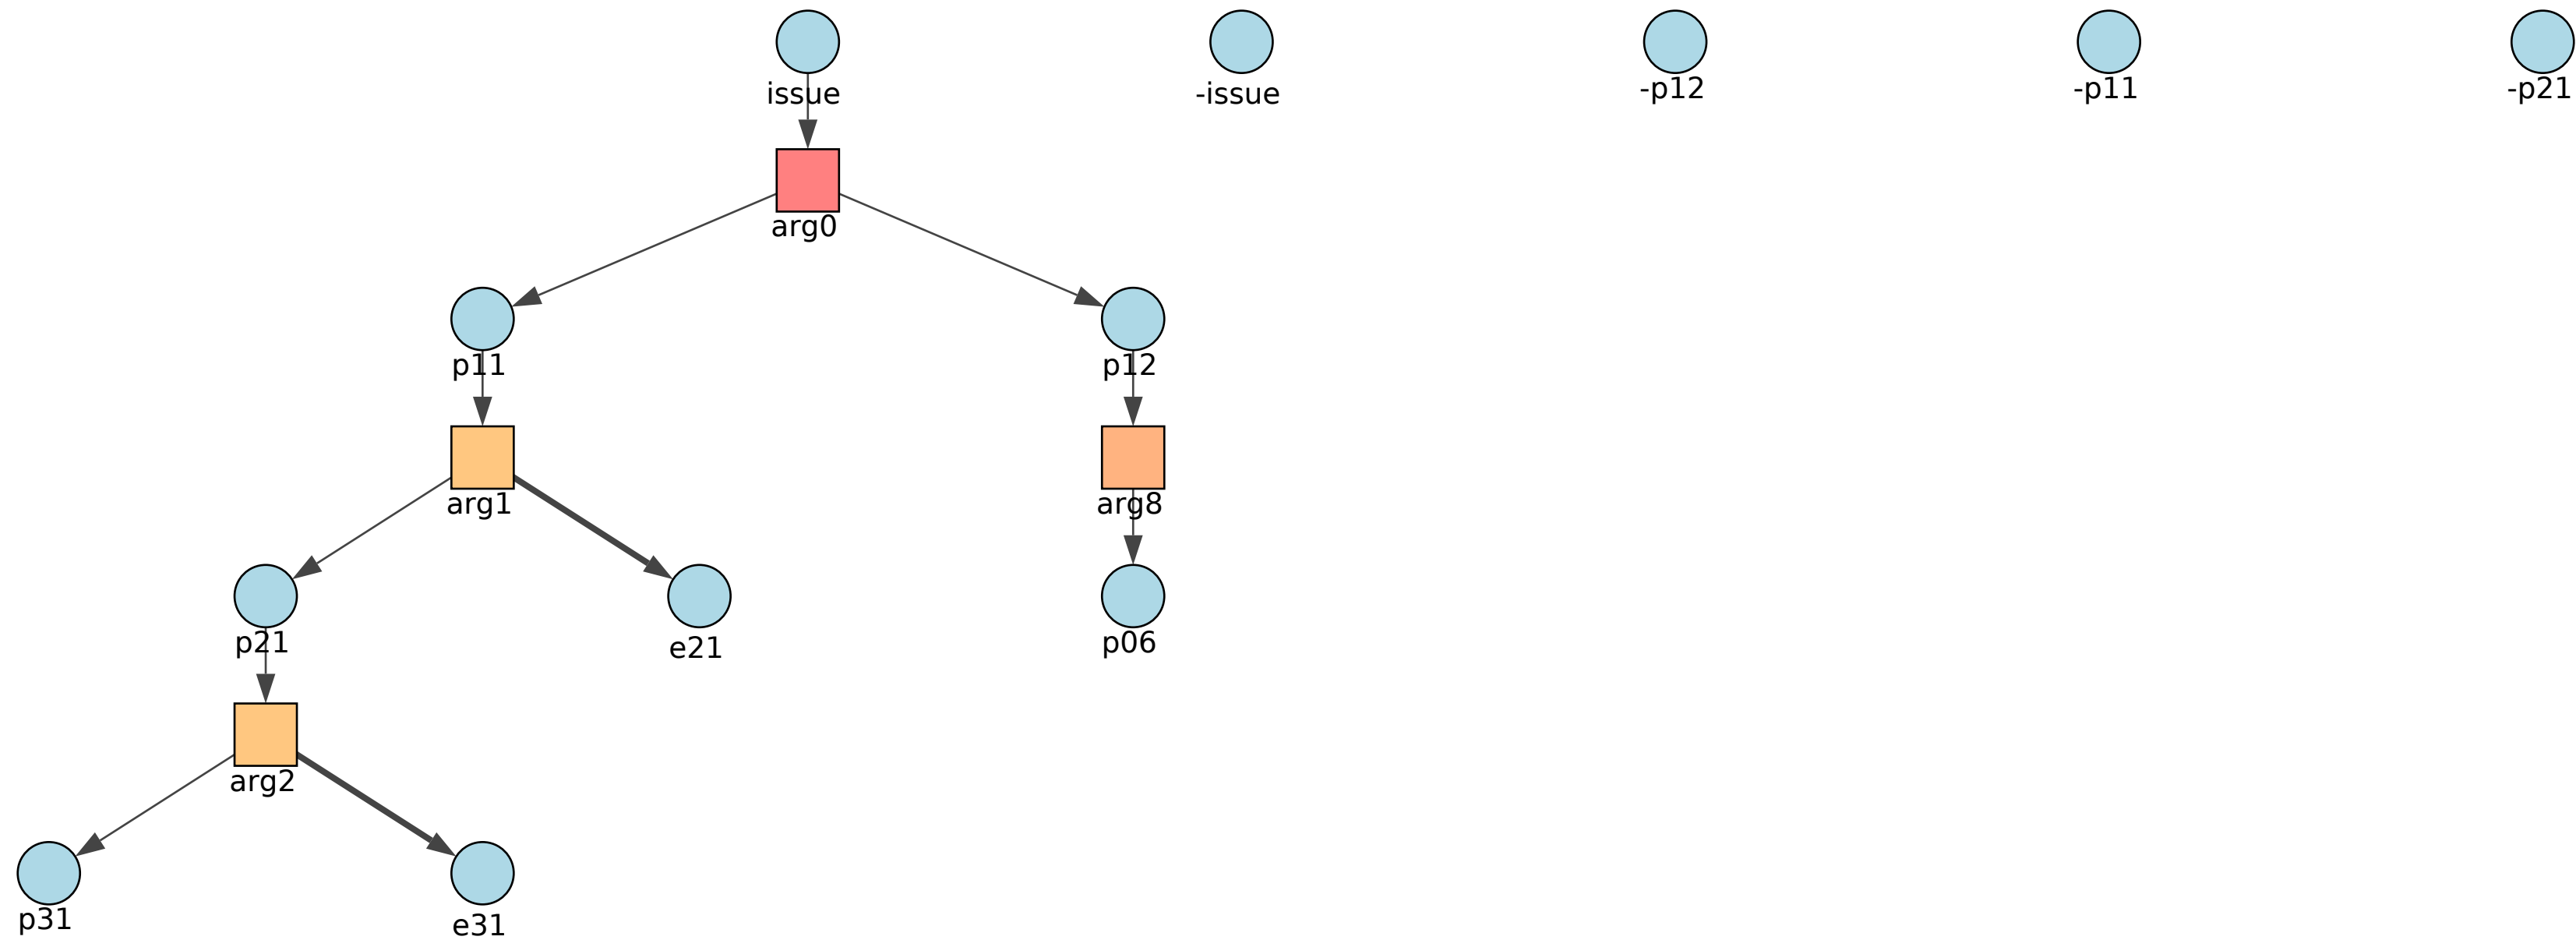 issue
-issue
-p12
-p11
-p21
arg0
p11
p12
arg1
arg8
p21
e21
p06
arg2
p31
e31